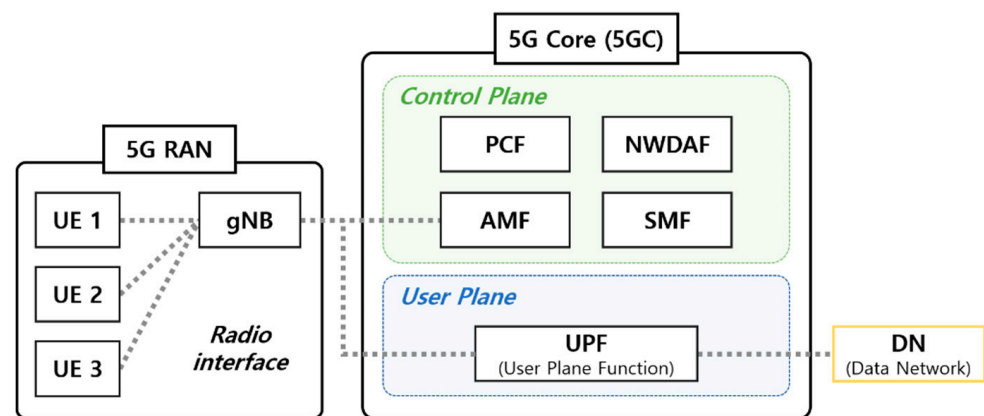 5G Core (5GC)
Control Plane
PCF
NWDAF
5G RAN
UE 1
gNB
AMF
SMF
UE 2
User Plane
Radio
interface
UE 3
UPF
(User Plane Function)
DN
(Data Network)